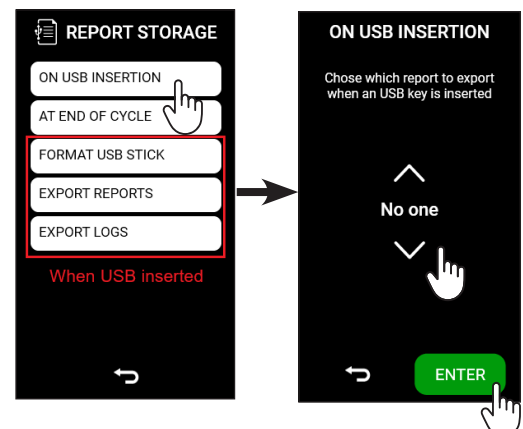 REPORT STORAGE
ON USB INSERTION
AT END OF CYCLE
FORMAT USB STICK
EXPORT REPORTS
EXPORT LOGS
When USB inserted
ON USB INSERTION
Chose which report to export
when an USB key is inserted
No one
ENTER